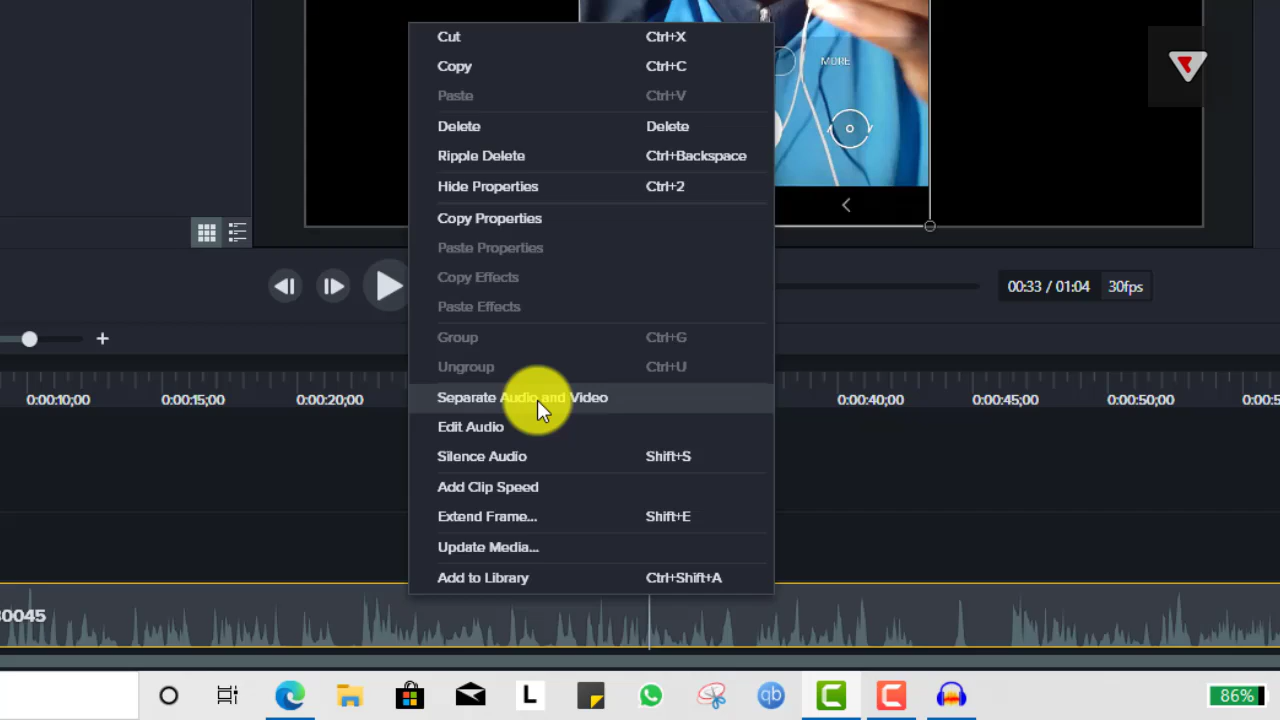 Cut Ctrl+X
Copy Ctrl+C
MORE
Paste Ctrl+V
Delete Delete
Ripple Delete Ctrl+Backspace
Hide Properties Ctrl+2
Copy Properties
Paste Properties
Copy Effects
00:33 / 01:04 30fps
Paste Effects
Group Ctrl+G
Ungroup Ctrl+U
0:00:10;00 0:00:15;00 0:00:20;00 0:00:40;00 0:00:45;00 0:00:50;00 0:00:5
Separate Audio and Video
Edit Audio
Silence Audio Shift+S
Add Clip Speed
Extend Frame... Shift+E
Update Media...
Add to Library Ctrl+Shift+A
30045
L
qb
86%